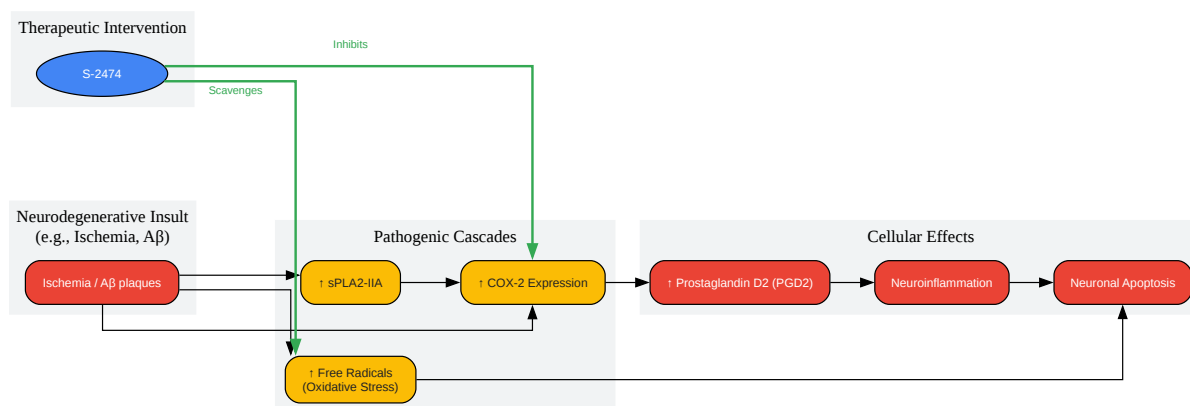 Therapeutic Intervention
S-2474
Inhibits
Scavenges
Neurodegenerative Insult
(e.g., Ischemia, Aβ)
Ischemia / Aβ plaques
Pathogenic Cascades
↑ sPLA2-IIA
↑ COX-2 Expression
↑ Free Radicals
(Oxidative Stress)
Cellular Effects
↑ Prostaglandin D2 (PGD2)
Neuroinflammation
Neuronal Apoptosis